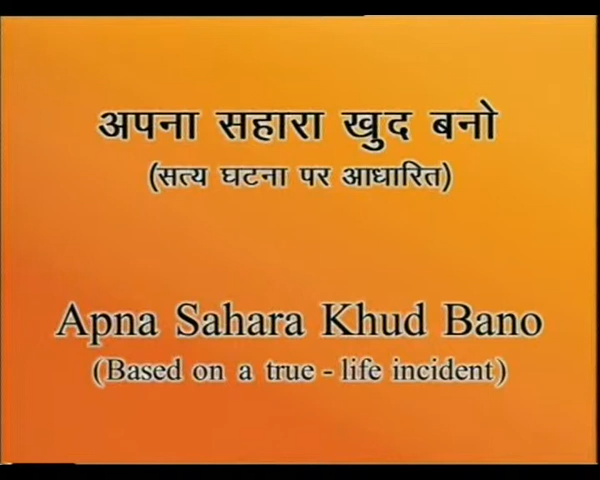 अपना सहारा खुद बनो
(सत्य घटना पर आधारित)
Apna Sahara Khud Bano
(Based on a true - life incident)